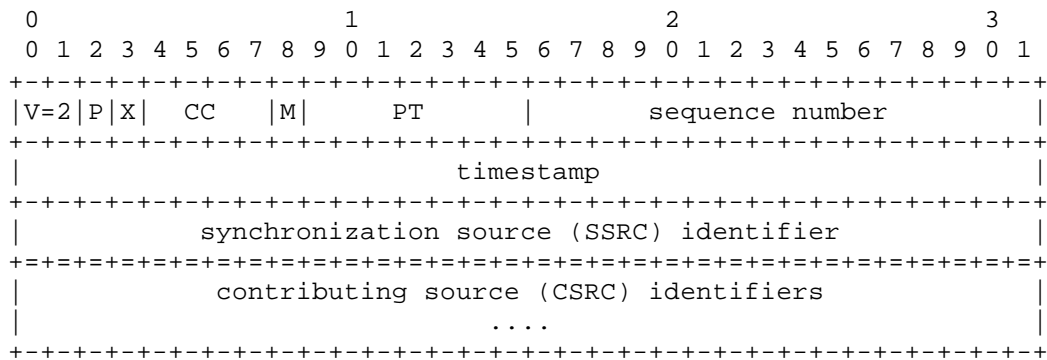 0                   1                   2                   3
 0 1 2 3 4 5 6 7 8 9 0 1 2 3 4 5 6 7 8 9 0 1 2 3 4 5 6 7 8 9 0 1
+-+-+-+-+-+-+-+-+-+-+-+-+-+-+-+-+-+-+-+-+-+-+-+-+-+-+-+-+-+-+-+-+
|V=2|P|X|  CC   |M|     PT      |       sequence number         |
+-+-+-+-+-+-+-+-+-+-+-+-+-+-+-+-+-+-+-+-+-+-+-+-+-+-+-+-+-+-+-+-+
|                           timestamp                           |
+-+-+-+-+-+-+-+-+-+-+-+-+-+-+-+-+-+-+-+-+-+-+-+-+-+-+-+-+-+-+-+-+
|           synchronization source (SSRC) identifier            |
+=+=+=+=+=+=+=+=+=+=+=+=+=+=+=+=+=+=+=+=+=+=+=+=+=+=+=+=+=+=+=+=+
|            contributing source (CSRC) identifiers             |
|                             ....                              |
+-+-+-+-+-+-+-+-+-+-+-+-+-+-+-+-+-+-+-+-+-+-+-+-+-+-+-+-+-+-+-+-+